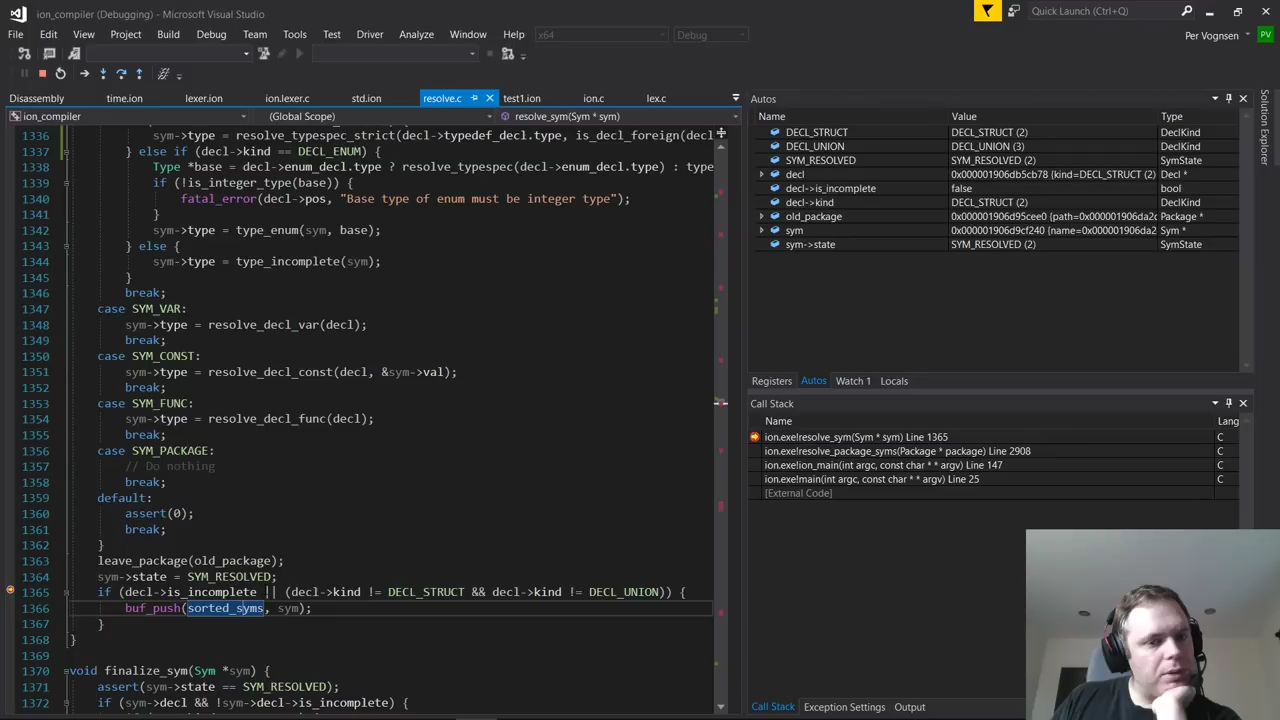 ion_compiler (Debugging) - Microsoft Visual Studio
Quick Launch (Ctrl+Q)
File Edit View Project Build Debug Team Tools Test Driver Analyze Window Help x64 Debug Per Vognsen PV
Disassembly time.ion lexer.ion ion.lexer.c std.ion resolve.c test1.ion ion.c lex.c
ion_compiler (Global Scope) resolve_sym(Sym * sym)
1336 sym->type = resolve_typespec_strict(decl->typedef_decl.type, is_decl_foreign(decl
1337 } else if (decl->kind == DECL_ENUM) {
1338 Type *base = decl->enum_decl.type ? resolve_typespec(decl->enum_decl.type) : type
1339 if (!is_integer_type(base)) {
1340 fatal_error(decl->pos, "Base type of enum must be integer type");
1341 }
1342 sym->type = type_enum(sym, base);
1343 } else {
1344 sym->type = type_incomplete(sym);
1345 }
1346 break;
1347 case SYM_VAR:
1348 sym->type = resolve_decl_var(decl);
1349 break;
1350 case SYM_CONST:
1351 sym->type = resolve_decl_const(decl, &sym->val);
1352 break;
1353 case SYM_FUNC:
1354 sym->type = resolve_decl_func(decl);
1355 break;
1356 case SYM_PACKAGE:
1357 // Do nothing
1358 break;
1359 default:
1360 assert(0);
1361 break;
1362 }
1363 leave_package(old_package);
1364 sym->state = SYM_RESOLVED;
1365 if (decl->is_incomplete || (decl->kind != DECL_STRUCT && decl->kind != DECL_UNION)) {
1366 buf_push(sorted_syms, sym);
1367 }
1368 }
1369
1370 void finalize_sym(Sym *sym) {
1371 assert(sym->state == SYM_RESOLVED);
1372 if (sym->decl && !sym->decl->is_incomplete) {
Autos
Name Value Type
DECL_STRUCT DECL_STRUCT (2) DeclKind
DECL_UNION DECL_UNION (3) DeclKind
SYM_RESOLVED SYM_RESOLVED (2) SymState
decl 0x000001906db5cb78 {kind=DECL_STRUCT (2) Decl *
decl->is_incomplete false bool
decl->kind DECL_STRUCT (2) DeclKind
old_package 0x000001906d95cee0 {path=0x000001906da2c Package *
sym 0x000001906d9cf240 {name=0x000001906da2 Sym *
sym->state SYM_RESOLVED (2) SymState
Registers Autos Watch 1 Locals
Call Stack
Name Lang
ion.exe!resolve_sym(Sym * sym) Line 1365 C
ion.exe!resolve_package_syms(Package * package) Line 2908 C
ion.exe!ion_main(int argc, const char * * argv) Line 147 C
ion.exe!main(int argc, const char * * argv) Line 25 C
[External Code]
Call Stack Exception Settings Output
Solution Explorer